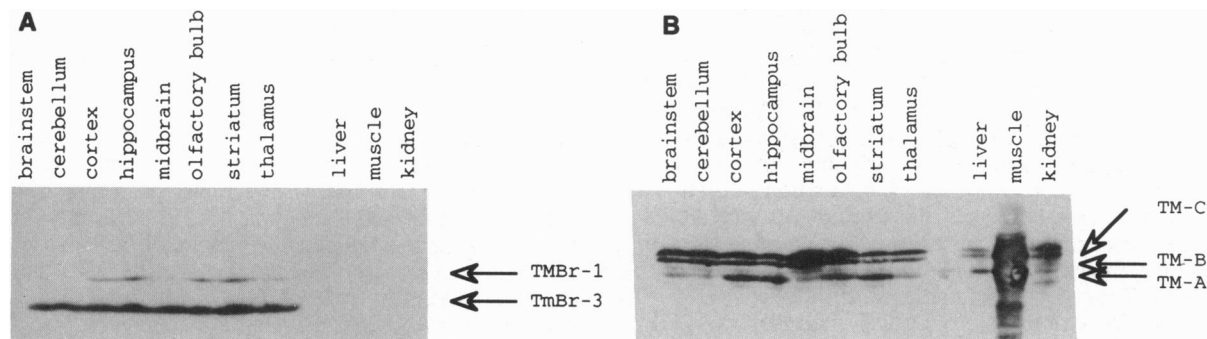 A
brainstem
cerebellum
cortex
hippocampus
midbrain
olfactory bulb
striatum
thalamus
liver
muscle
kidney
TMBr-1
TmBr-3
B
brainstem
cerebellum
cortex
hippocampus
midbrain
olfactory bulb
striatum
thalamus
liver
muscle
kidney
TM-C
TM-B
TM-A